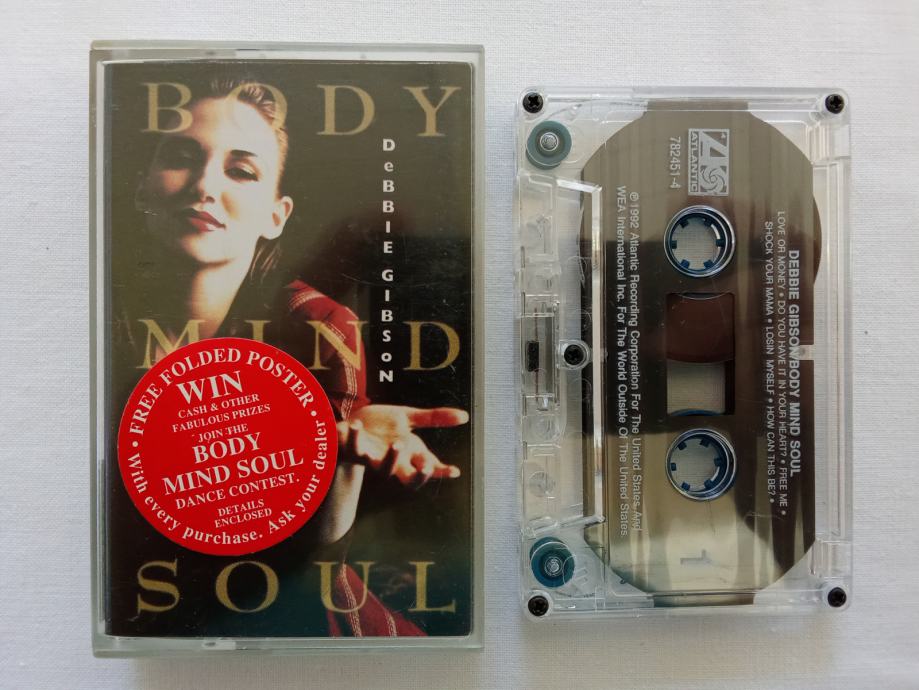 BODY
DeBBIE GIBSoN
MIND
SOUL
• FREE FOLDED POSTER •
WIN
CASH & OTHER
FABULOUS PRIZES
JOIN THE
BODY
MIND SOUL
DANCE CONTEST.
DETAILS
ENCLOSED
With every purchase. Ask your dealer
ATLANTIC
782451-4
DEBBIE GIBSON/BODY MIND SOUL
LOVE OR MONEY • DO YOU HAVE IT IN YOUR HEART? • FREE ME •
SHOCK YOUR MAMA • LOSIN' MYSELF • HOW CAN THIS BE? •
℗1992 Atlantic Recording Corporation For The United States And
WEA International Inc. For The World Outside Of The United States.
1